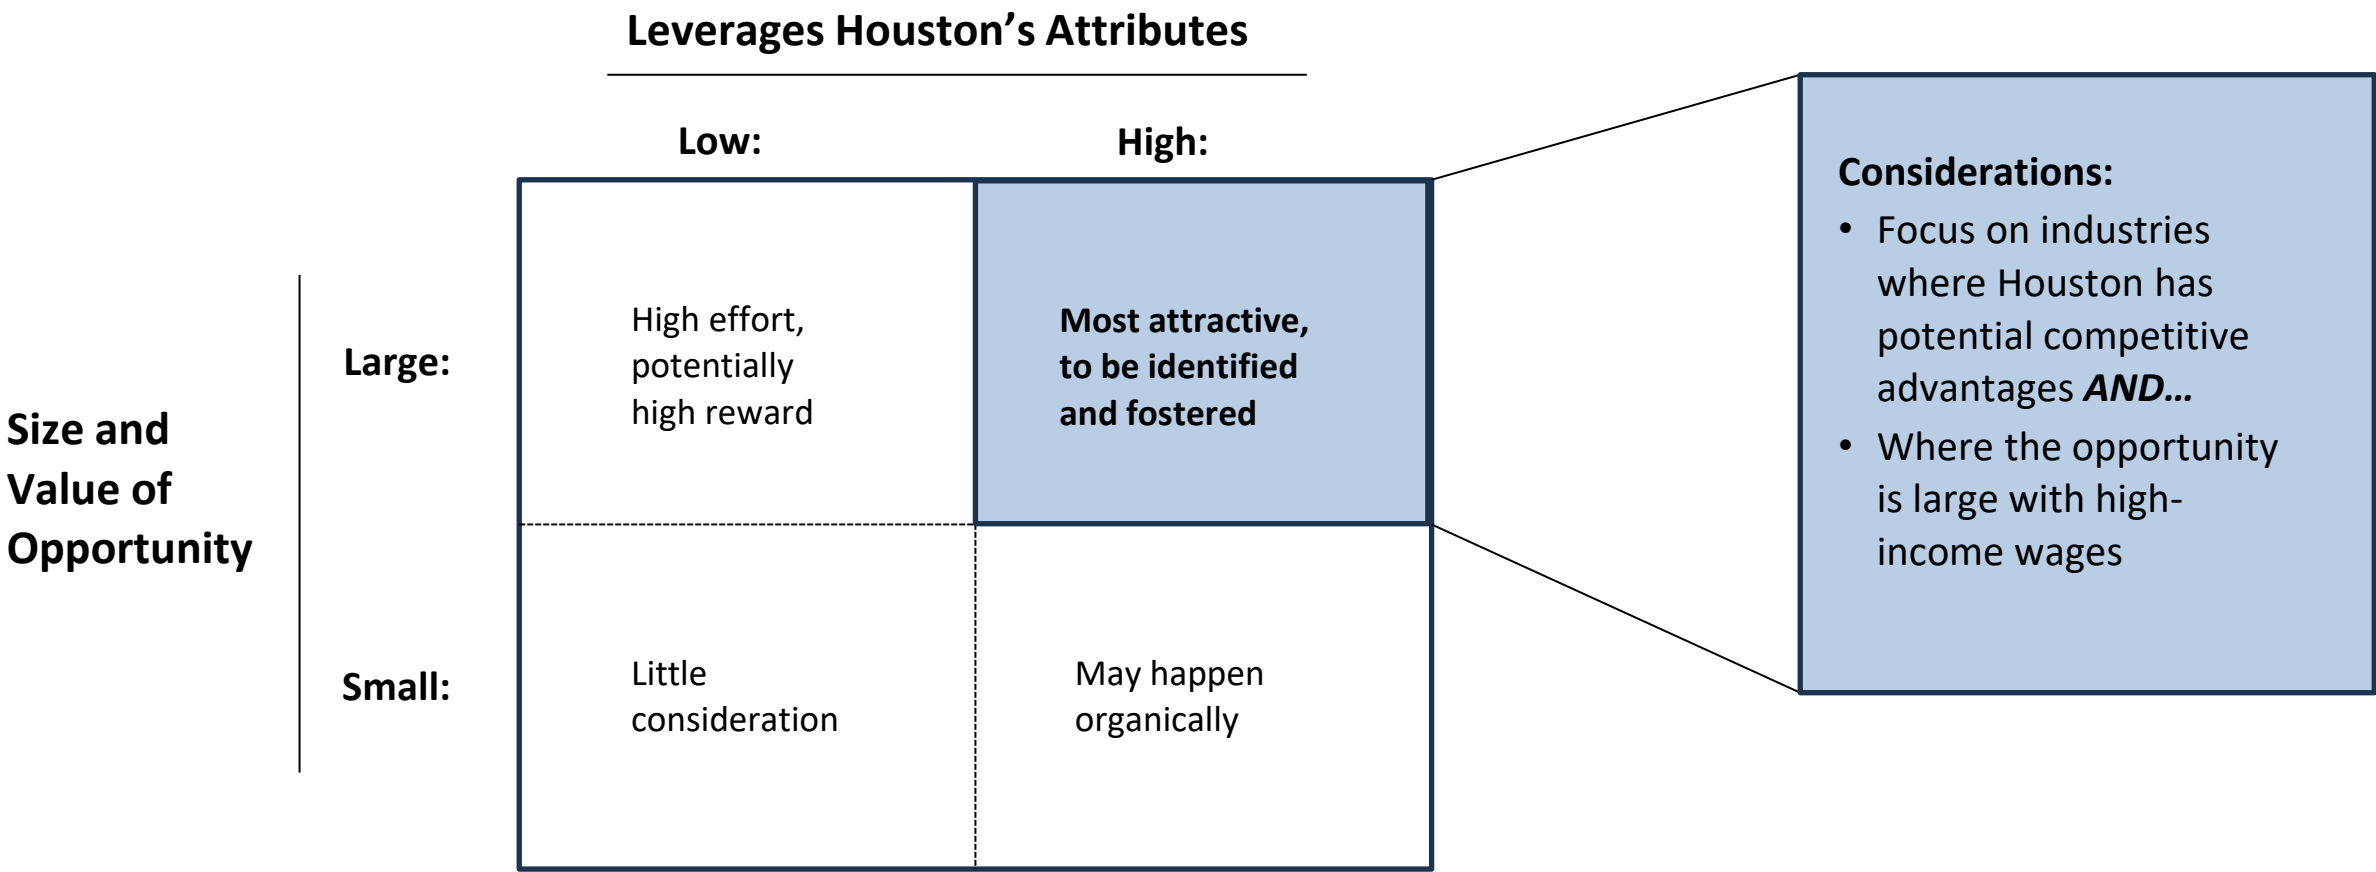 Leverages Houston’s Attributes
Low:
High:
Size and
Value of
Opportunity
Large:
High effort,
potentially
high reward
Most attractive,
to be identified
and fostered
Small:
Little
consideration
May happen
organically
Considerations:
• Focus on industries
where Houston has
potential competitive
advantages AND…
• Where the opportunity
is large with high-
income wages